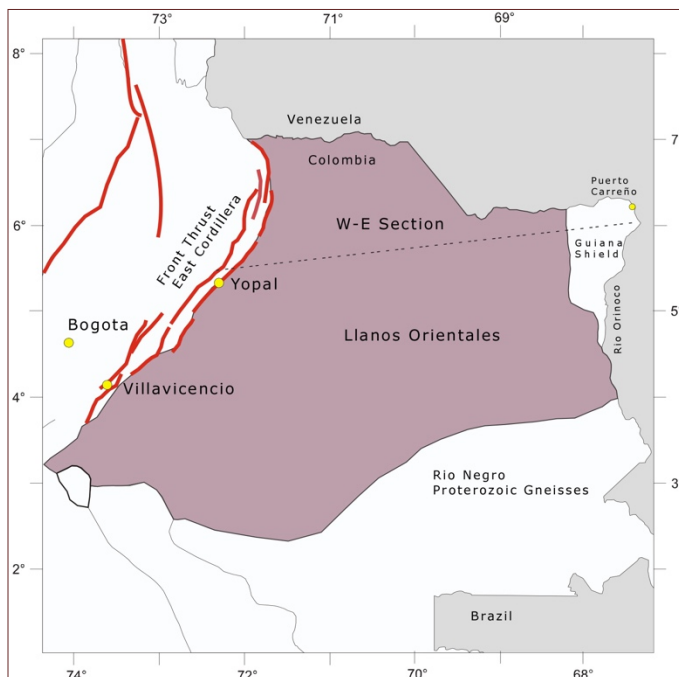 73°
71°
69°
8°
Venezuela
7
Colombia
Puerto
Carreño
6°
W-E Section
Front Thrust
East Cordillera
Guiana
Shield
Yopal
Rio Orinoco
Bogota
5
Llanos Orientales
4°
Villavicencio
Rio Negro
Proterozoic Gneisses
3
2°
Brazil
74°
72°
70°
68°